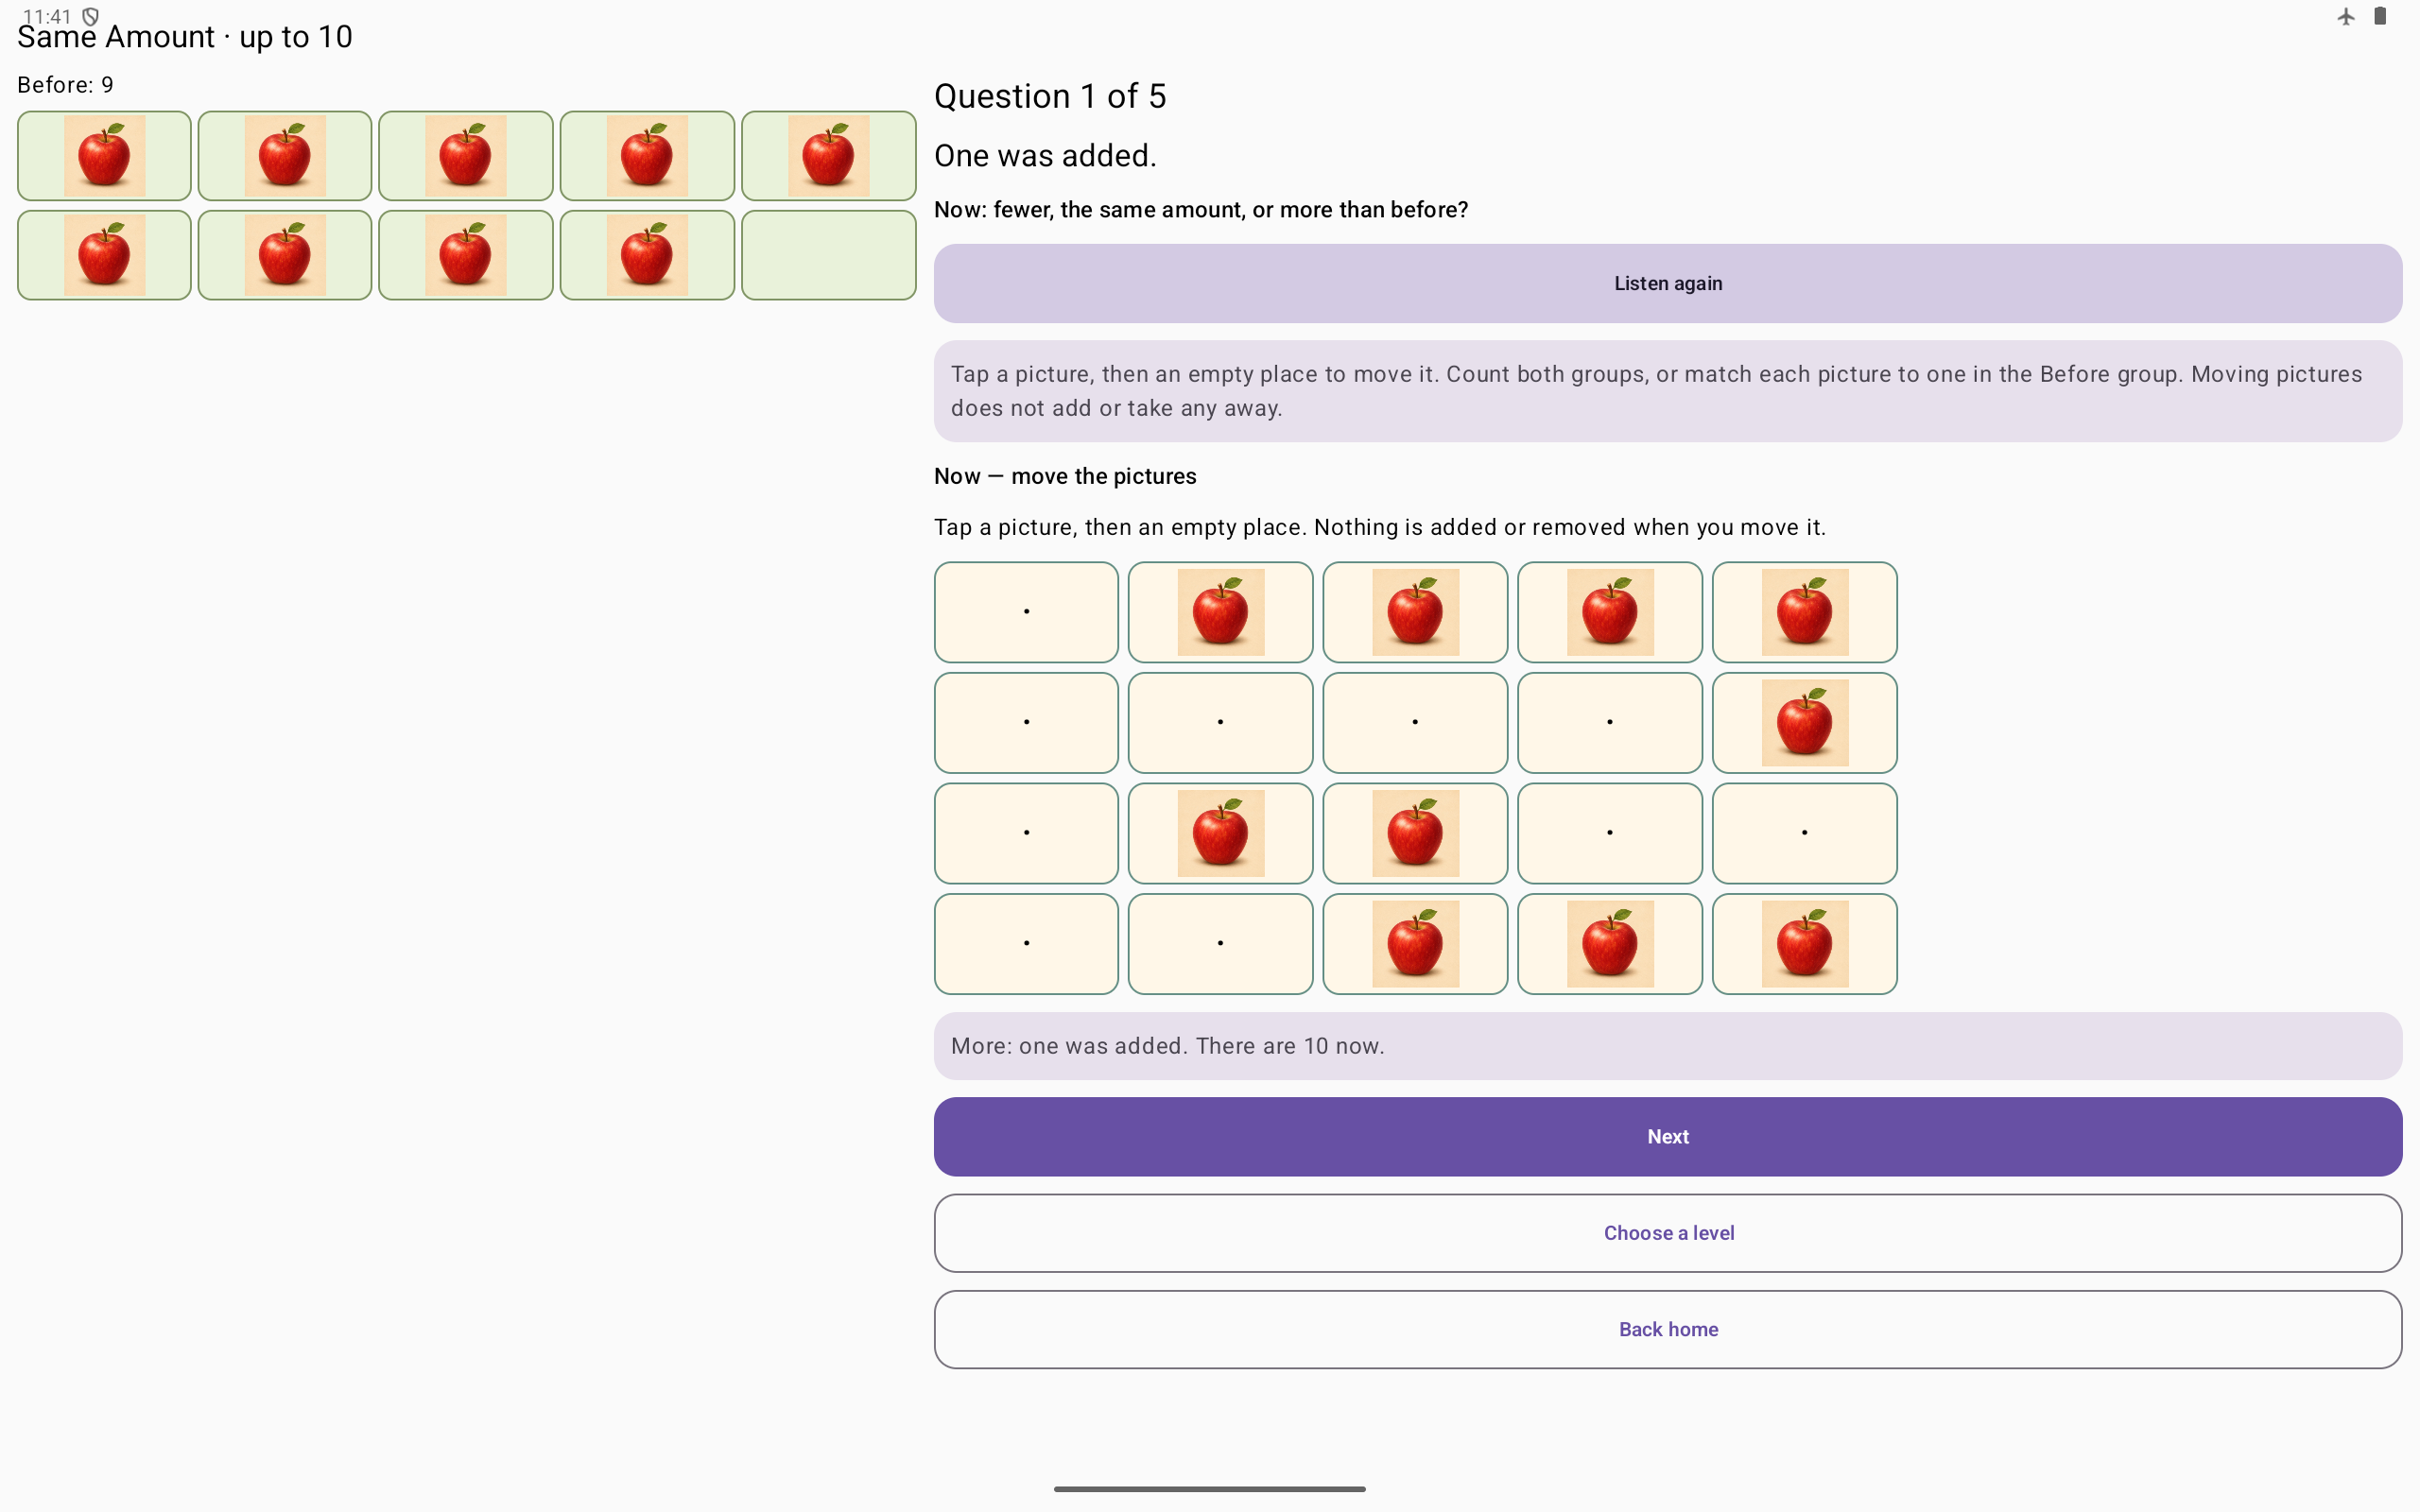 11:41
Same Amount · up to 10
Before: 9
Question 1 of 5
One was added.
Now: fewer, the same amount, or more than before?
Listen again
Tap a picture, then an empty place to move it. Count both groups, or match each picture to one in the Before group. Moving pictures
does not add or take any away.
Now — move the pictures
Tap a picture, then an empty place. Nothing is added or removed when you move it.
More: one was added. There are 10 now.
Next
Choose a level
Back home